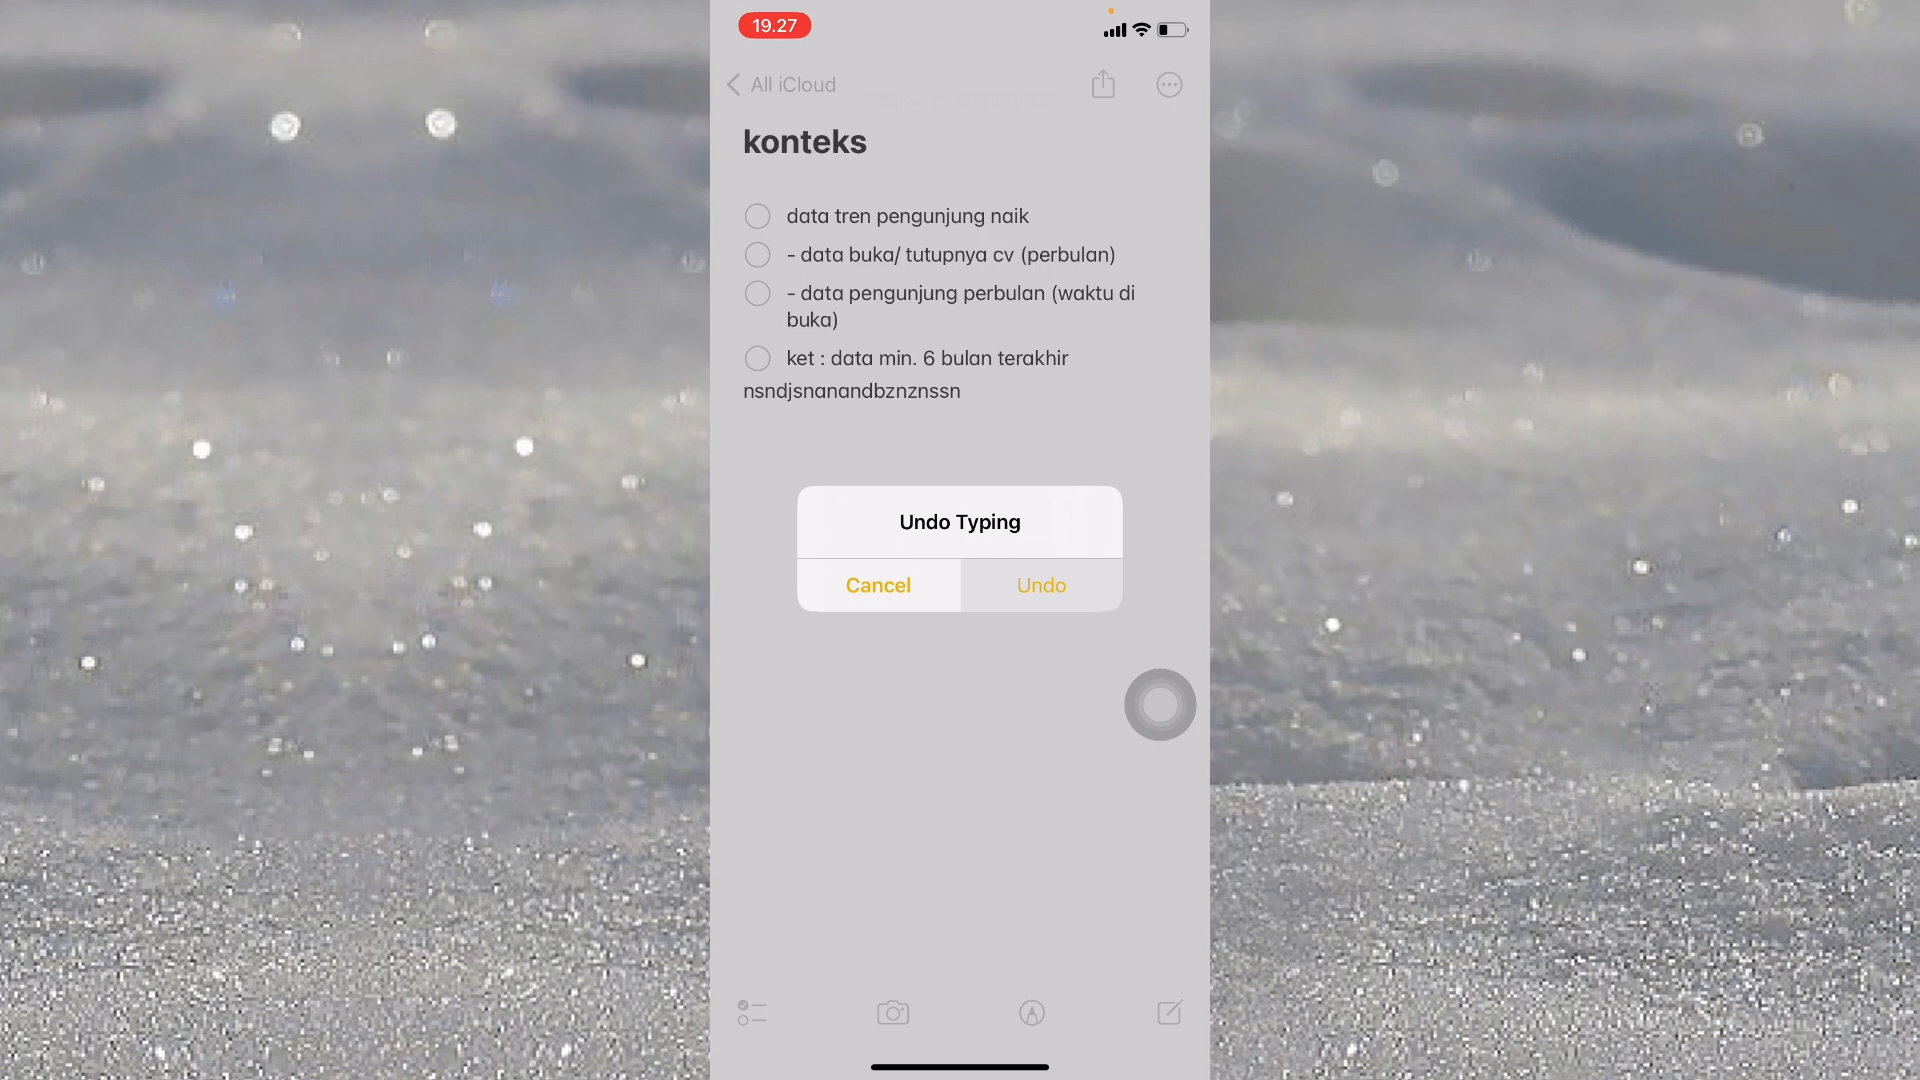 19.27
All iCloud
konteks
data tren pengunjung naik
- data buka/ tutupnya cv (perbulan)
- data pengunjung perbulan (waktu di
buka)
ket : data min. 6 bulan terakhir
nsndjsnanandbznznssn
Undo Typing
Cancel
Undo